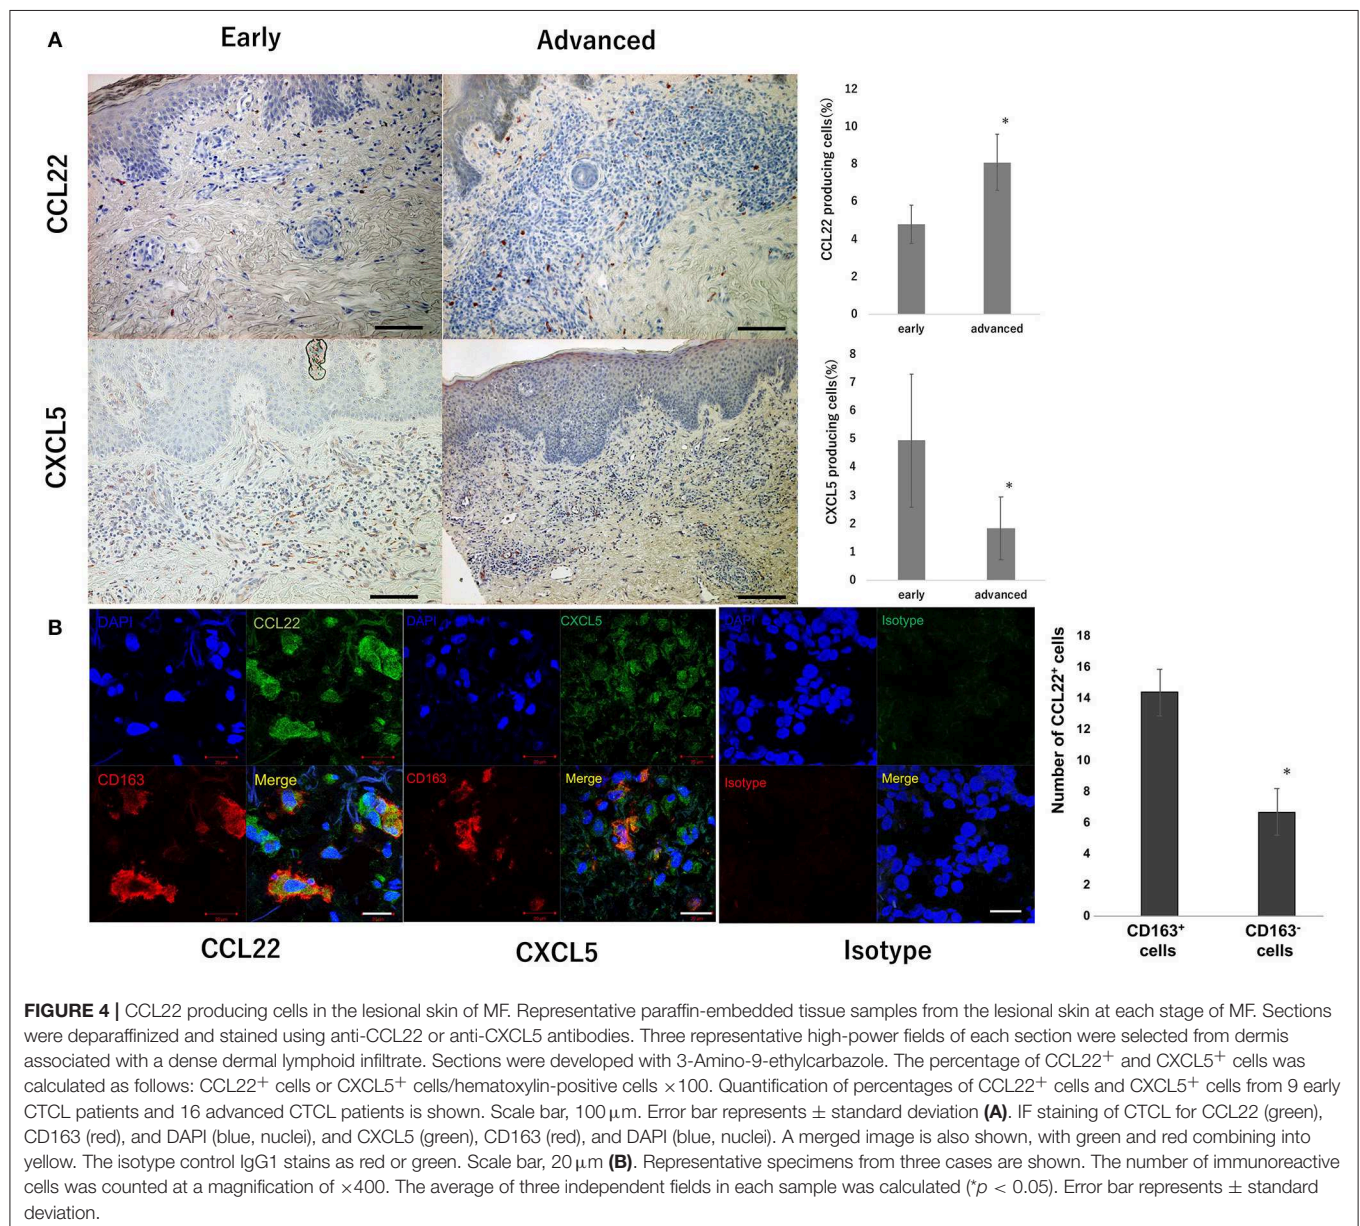 A
Early
Advanced
CCL22
CXCL5
CCL22 producing cells(%)
12
10
8
6
4
2
0
early
advanced
*
CXCL5 producing cells(%)
8
7
6
5
4
3
2
1
0
early
advanced
*
B
DAPI
CCL22
DAPI
CXCL5
DAPI
Isotype
CD163
Merge
CD163
Merge
Isotype
Merge
CCL22
CXCL5
Isotype
Number of CCL22⁺ cells
18
16
14
12
10
8
6
4
2
0
*
CD163⁺
cells
CD163⁻
cells
FIGURE 4 | CCL22 producing cells in the lesional skin of MF. Representative paraffin-embedded tissue samples from the lesional skin at each stage of MF. Sections
were deparaffinized and stained using anti-CCL22 or anti-CXCL5 antibodies. Three representative high-power fields of each section were selected from dermis
associated with a dense dermal lymphoid infiltrate. Sections were developed with 3-Amino-9-ethylcarbazole. The percentage of CCL22⁺ and CXCL5⁺ cells was
calculated as follows: CCL22⁺ cells or CXCL5⁺ cells/hematoxylin-positive cells ×100. Quantification of percentages of CCL22⁺ cells and CXCL5⁺ cells from 9 early
CTCL patients and 16 advanced CTCL patients is shown. Scale bar, 100 μm. Error bar represents ± standard deviation (A). IF staining of CTCL for CCL22 (green),
CD163 (red), and DAPI (blue, nuclei), and CXCL5 (green), CD163 (red), and DAPI (blue, nuclei). A merged image is also shown, with green and red combining into
yellow. The isotype control IgG1 stains as red or green. Scale bar, 20 μm (B). Representative specimens from three cases are shown. The number of immunoreactive
cells was counted at a magnification of ×400. The average of three independent fields in each sample was calculated (*p < 0.05). Error bar represents ± standard
deviation.